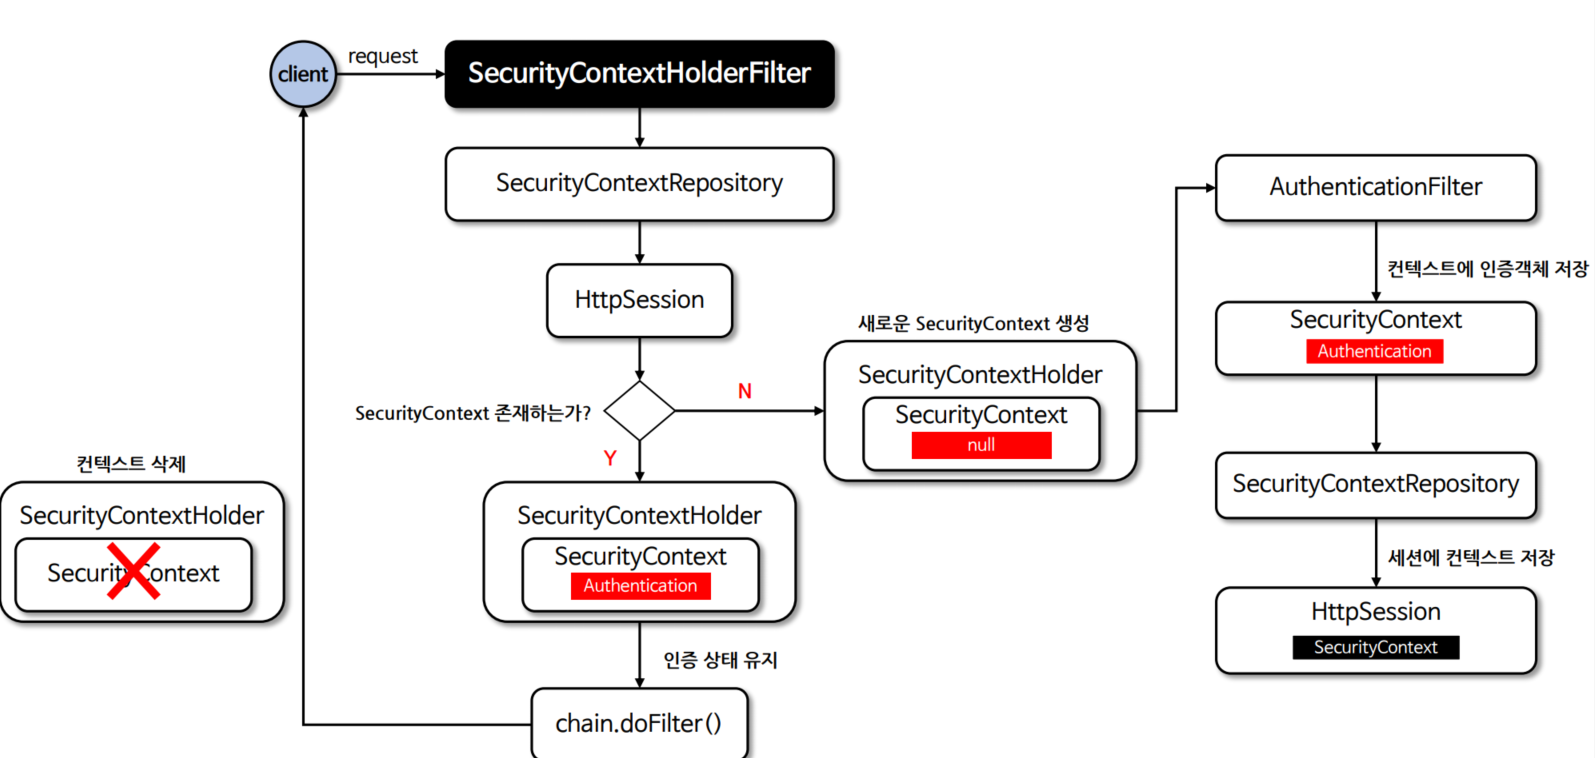 client
request
SecurityContextHolderFilter
SecurityContextRepository
HttpSession
SecurityContext 존재하는가?
N
Y
새로운 SecurityContext 생성
SecurityContextHolder
SecurityContext
null
SecurityContextHolder
SecurityContext
Authentication
인증 상태 유지
chain.doFilter()
컨텍스트 삭제
SecurityContextHolder
SecurityContext
AuthenticationFilter
컨텍스트에 인증객체 저장
SecurityContext
Authentication
SecurityContextRepository
세션에 컨텍스트 저장
HttpSession
SecurityContext